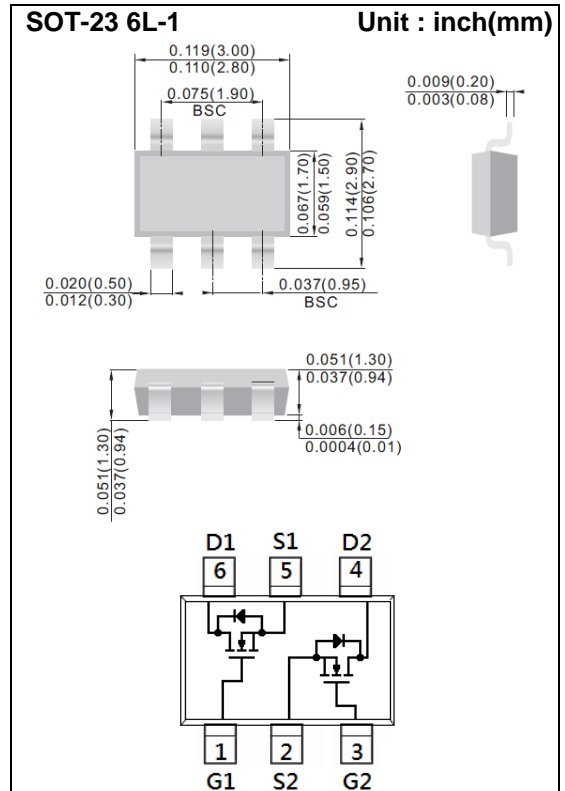 SOT-23 6L-1 Unit : inch(mm)
0.119(3.00)
0.110(2.80)
0.075(1.90)
BSC
0.009(0.20)
0.003(0.08)
0.067(1.70)
0.059(1.50)
0.114(2.90)
0.106(2.70)
0.020(0.50)
0.012(0.30)
0.037(0.95)
BSC
0.051(1.30)
0.037(0.94)
0.006(0.15)
0.0004(0.01)
0.051(1.30)
0.037(0.94)
D1 S1 D2
6 5 4
1 2 3
G1 S2 G2